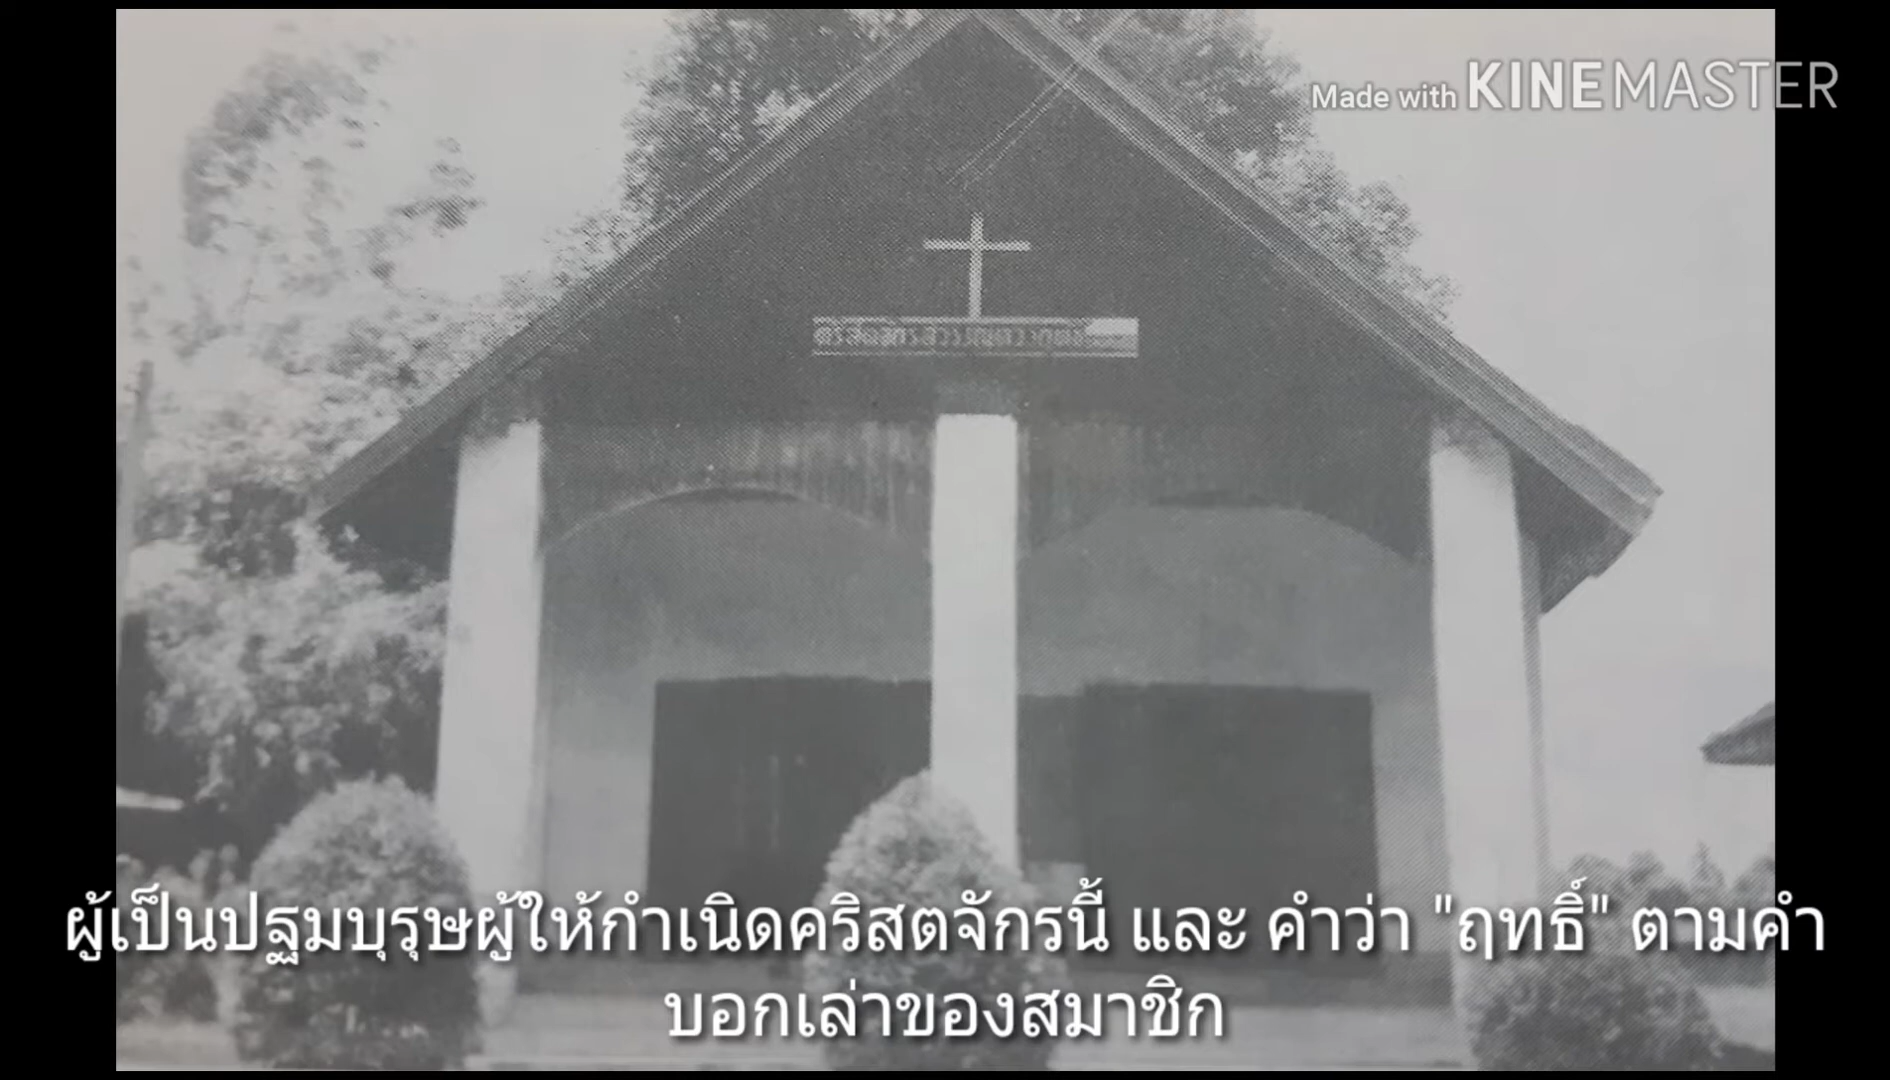 Made with KINEMASTER
ผู้เป็นปฐมบุรุษผู้ให้กำเนิดคริสตจักรนี้ และ คำว่า "ฤทธิ์" ตามคำ
บอกเล่าของสมาชิก